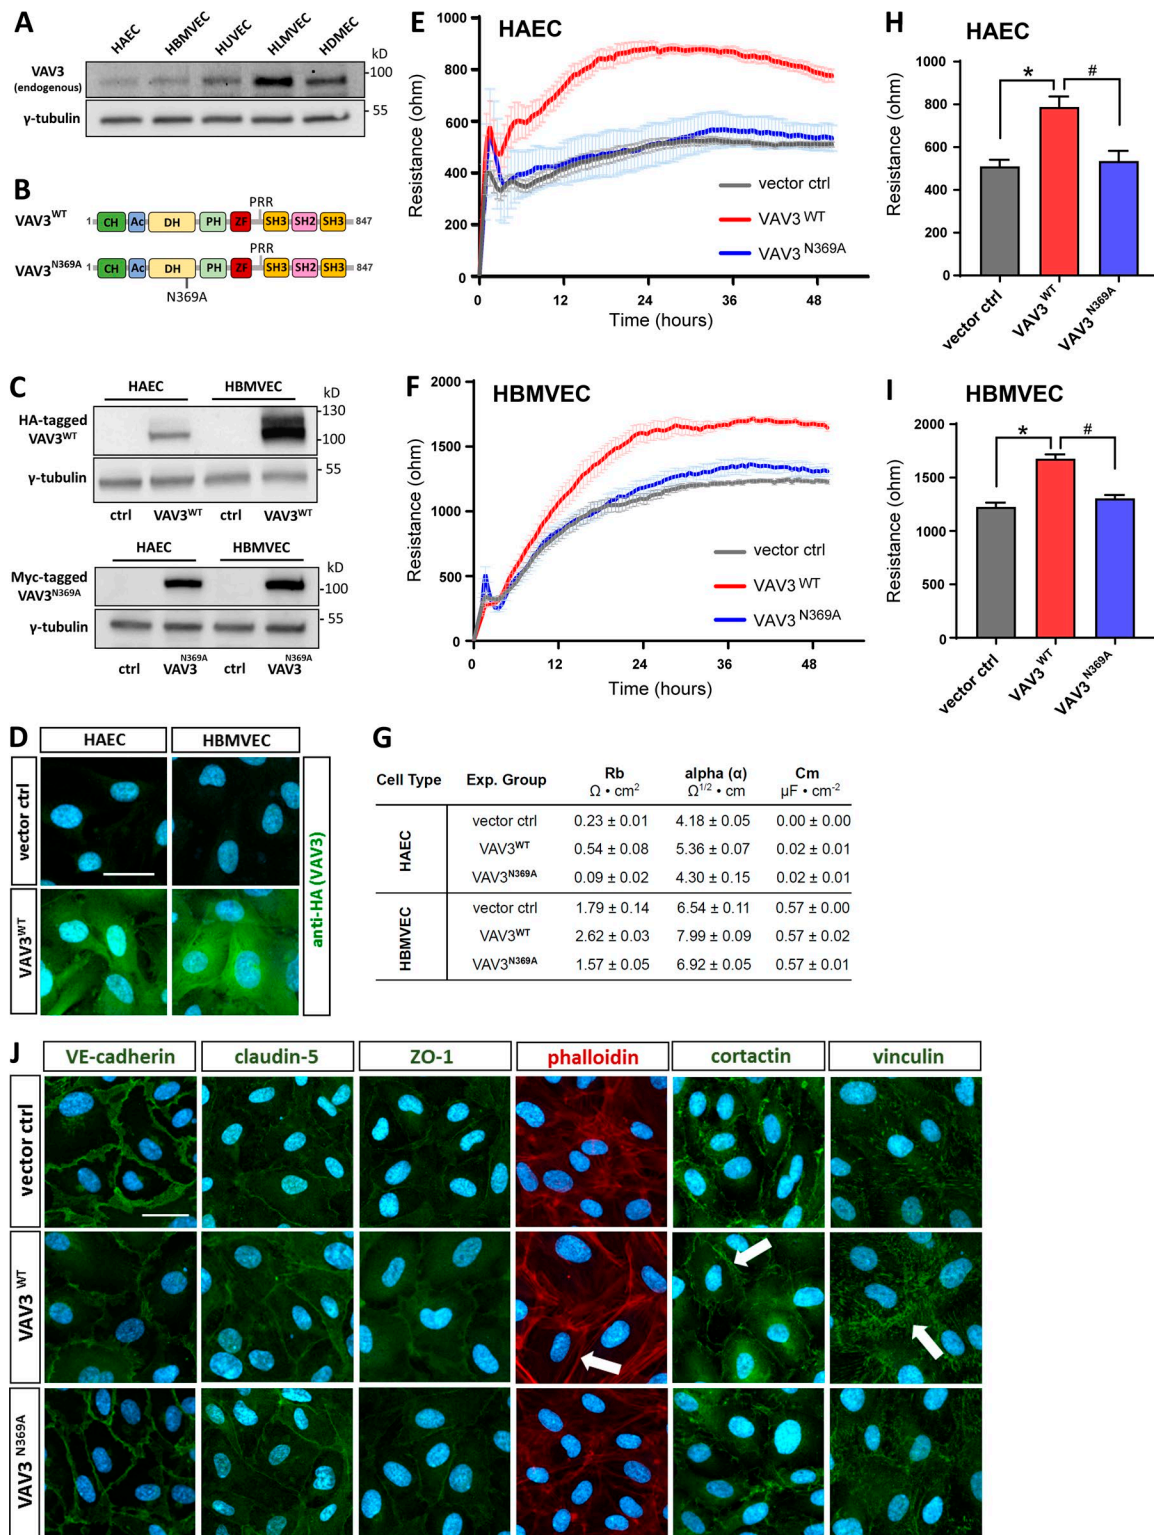 A
HAEC
HBMVEC
HUVEC
HLMVEC
HDMEC
kD
VAV3
(endogenous)
100
γ-tubulin
55
B
PRR
VAV3WT
1 CH Ac DH PH ZF SH3 SH2 SH3 847
PRR
VAV3N369A
1 CH Ac DH PH ZF SH3 SH2 SH3 847
N369A
C
HAEC HBMVEC kD
HA-tagged
VAV3WT
130
100
γ-tubulin
55
ctrl VAV3WT ctrl VAV3WT
HAEC HBMVEC kD
Myc-tagged
VAV3N369A
100
γ-tubulin
55
ctrl VAV3N369A ctrl VAV3N369A
D
HAEC HBMVEC
vector ctrl
VAV3WT
anti-HA (VAV3)
E
HAEC
Resistance (ohm)
1000
800
600
400
200
0
vector ctrl
VAV3 WT
VAV3 N369A
0 12 24 36 48
Time (hours)
F
HBMVEC
Resistance (ohm)
2000
1500
1000
500
0
vector ctrl
VAV3 WT
VAV3 N369A
0 12 24 36 48
Time (hours)
G
Cell Type Exp. Group Rb alpha (α) Cm
Ω • cm2 Ω1/2 • cm µF • cm-2
HAEC
vector ctrl 0.23 ± 0.01 4.18 ± 0.05 0.00 ± 0.00
VAV3WT 0.54 ± 0.08 5.36 ± 0.07 0.02 ± 0.01
VAV3N369A 0.09 ± 0.02 4.30 ± 0.15 0.02 ± 0.01
HBMVEC
vector ctrl 1.79 ± 0.14 6.54 ± 0.11 0.57 ± 0.00
VAV3WT 2.62 ± 0.03 7.99 ± 0.09 0.57 ± 0.02
VAV3N369A 1.57 ± 0.05 6.92 ± 0.05 0.57 ± 0.01
H
HAEC
Resistance (ohm)
1000
800
600
400
200
0
* #
vector ctrl
VAV3 WT
VAV3 N369A
I
HBMVEC
Resistance (ohm)
2000
1500
1000
500
0
* #
vector ctrl
VAV3 WT
VAV3 N369A
J
VE-cadherin claudin-5 ZO-1 phalloidin cortactin vinculin
vector ctrl
VAV3 WT
VAV3 N369A